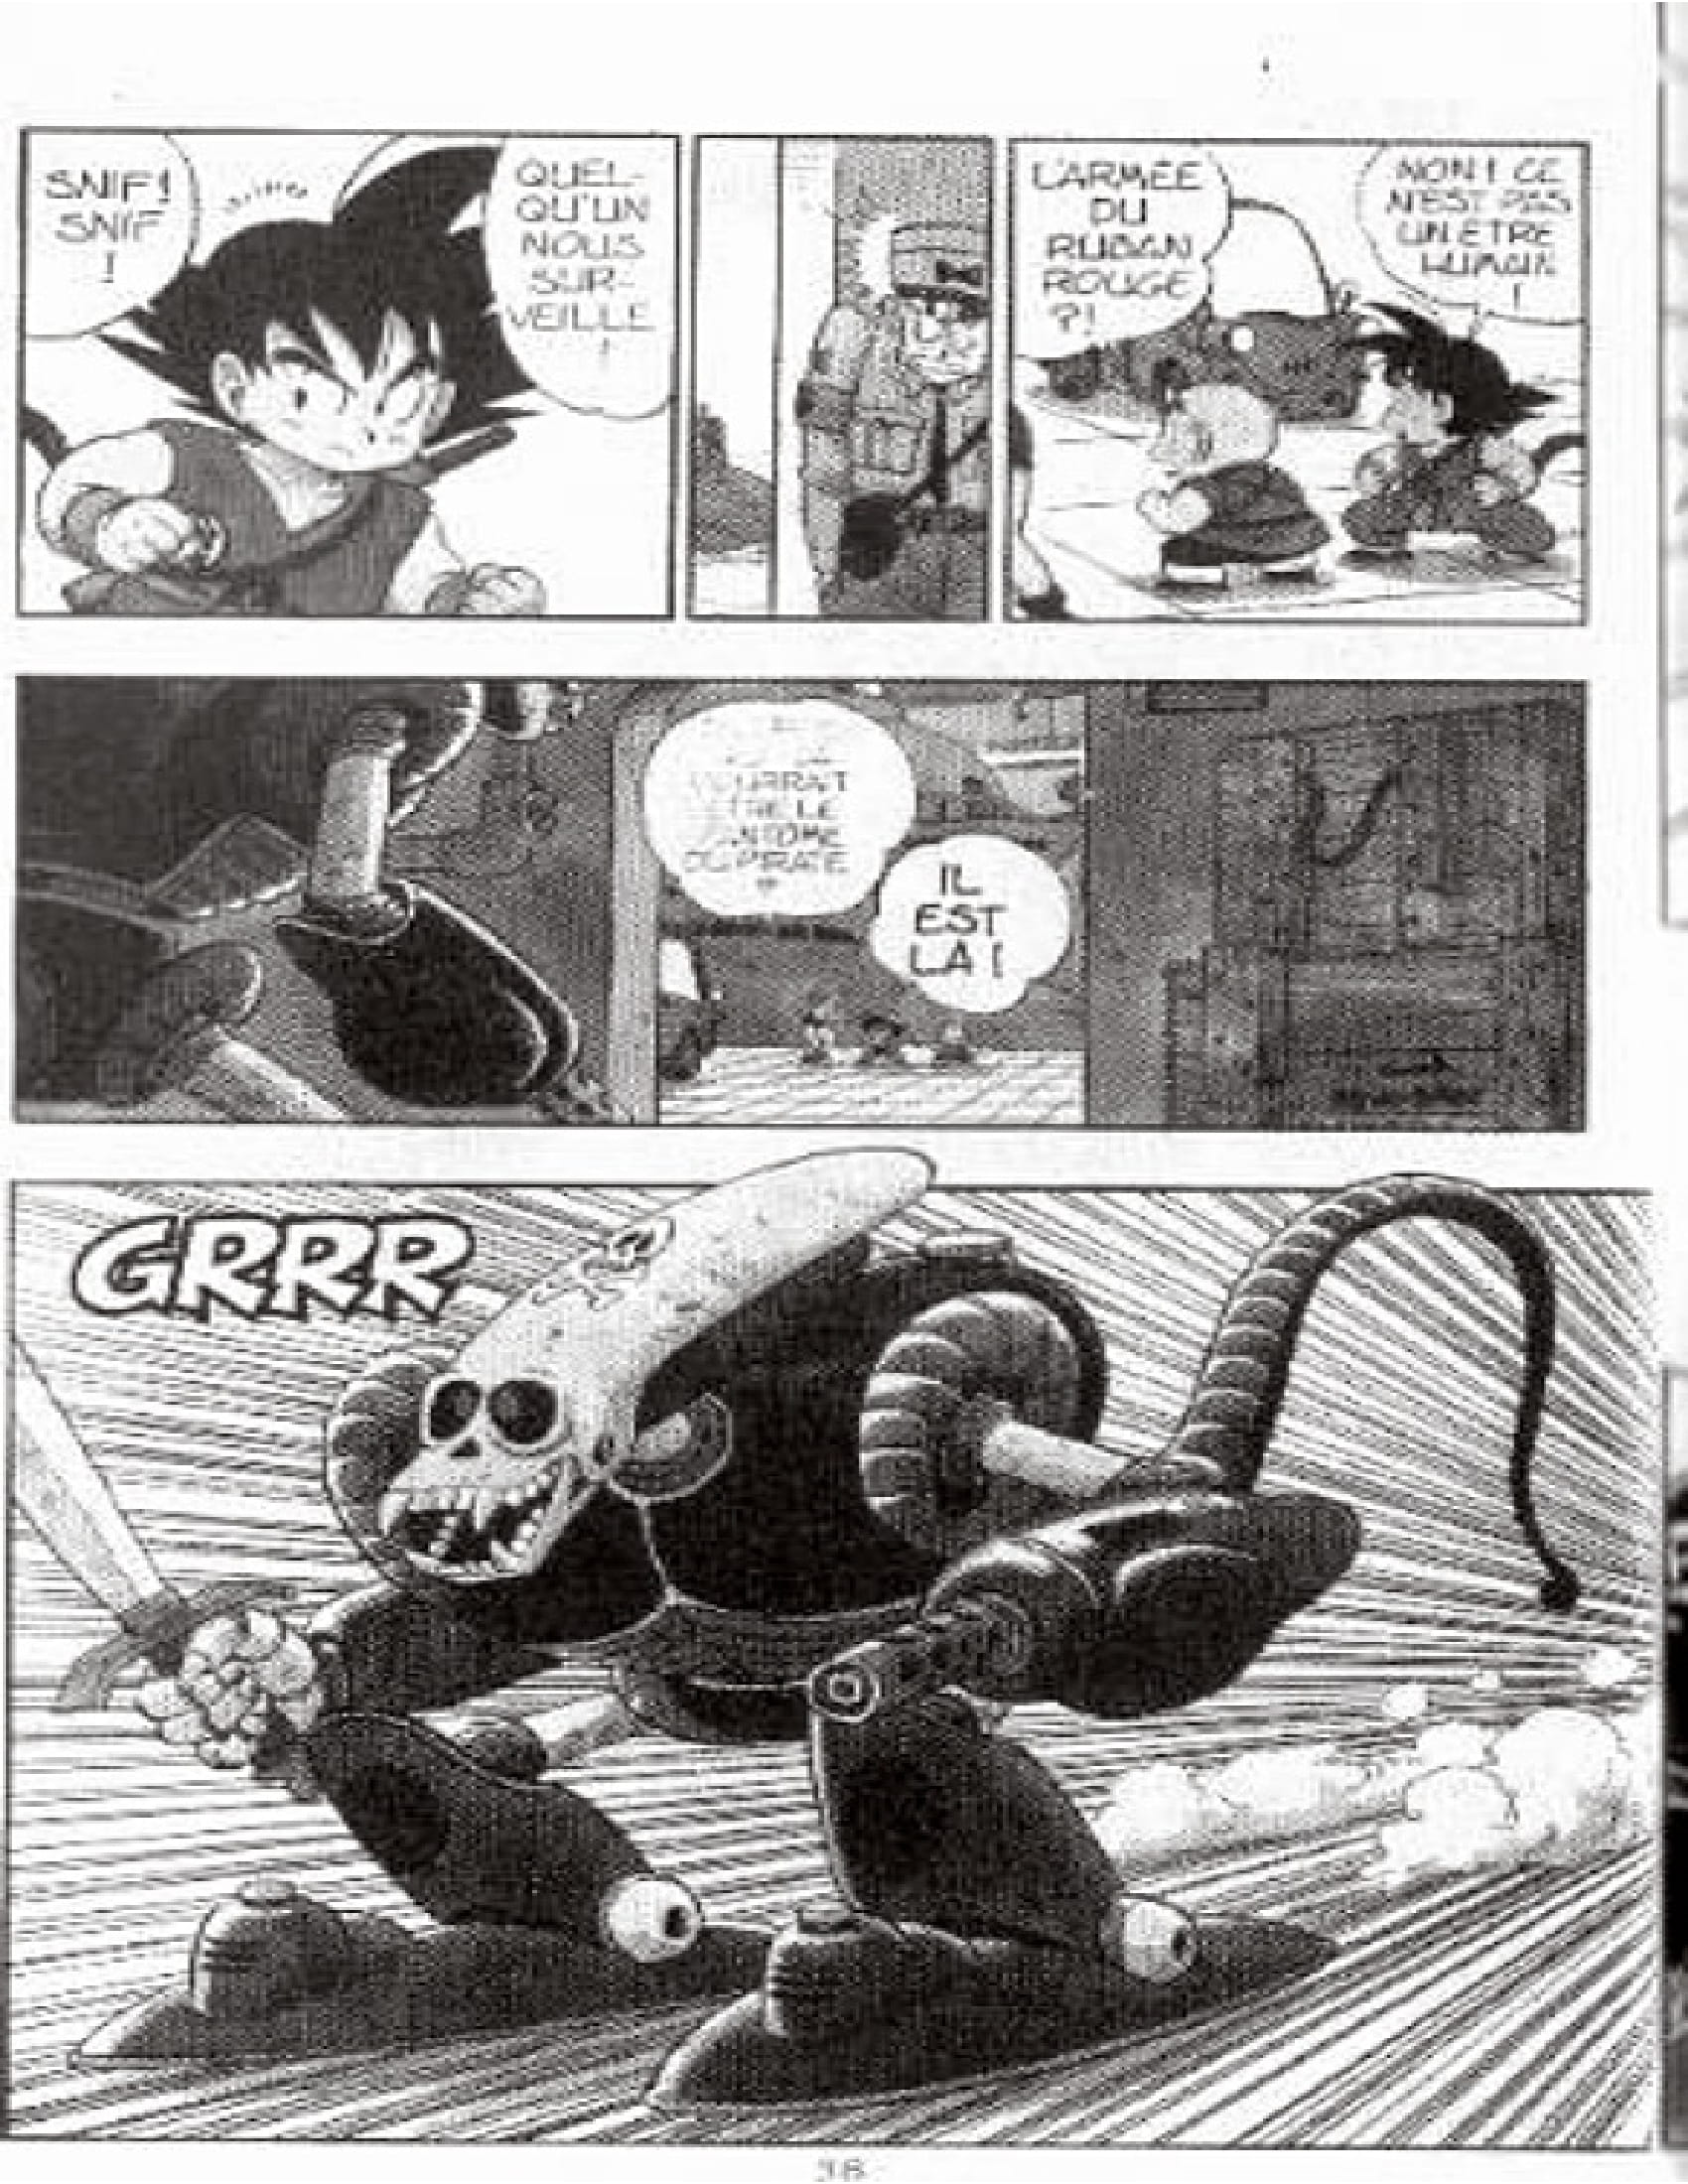 SNIF!
SNIF
!
QUEL-
QU'UN
NOUS
SUR-
VEILLE
!
L'ARMÉE
DU
RUBAN
ROUGE
?!
NON! CE
N'EST PAS
UN ÊTRE
HUMAIN
!
DU PIRATE
IL
EST
LÀ!
GRRR